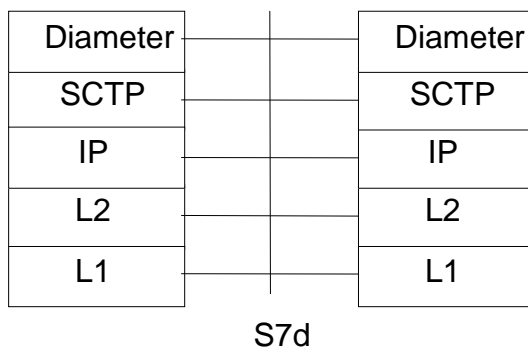 Diameter Diameter
SCTP SCTP
IP IP
L2 L2
L1 L1
S7d